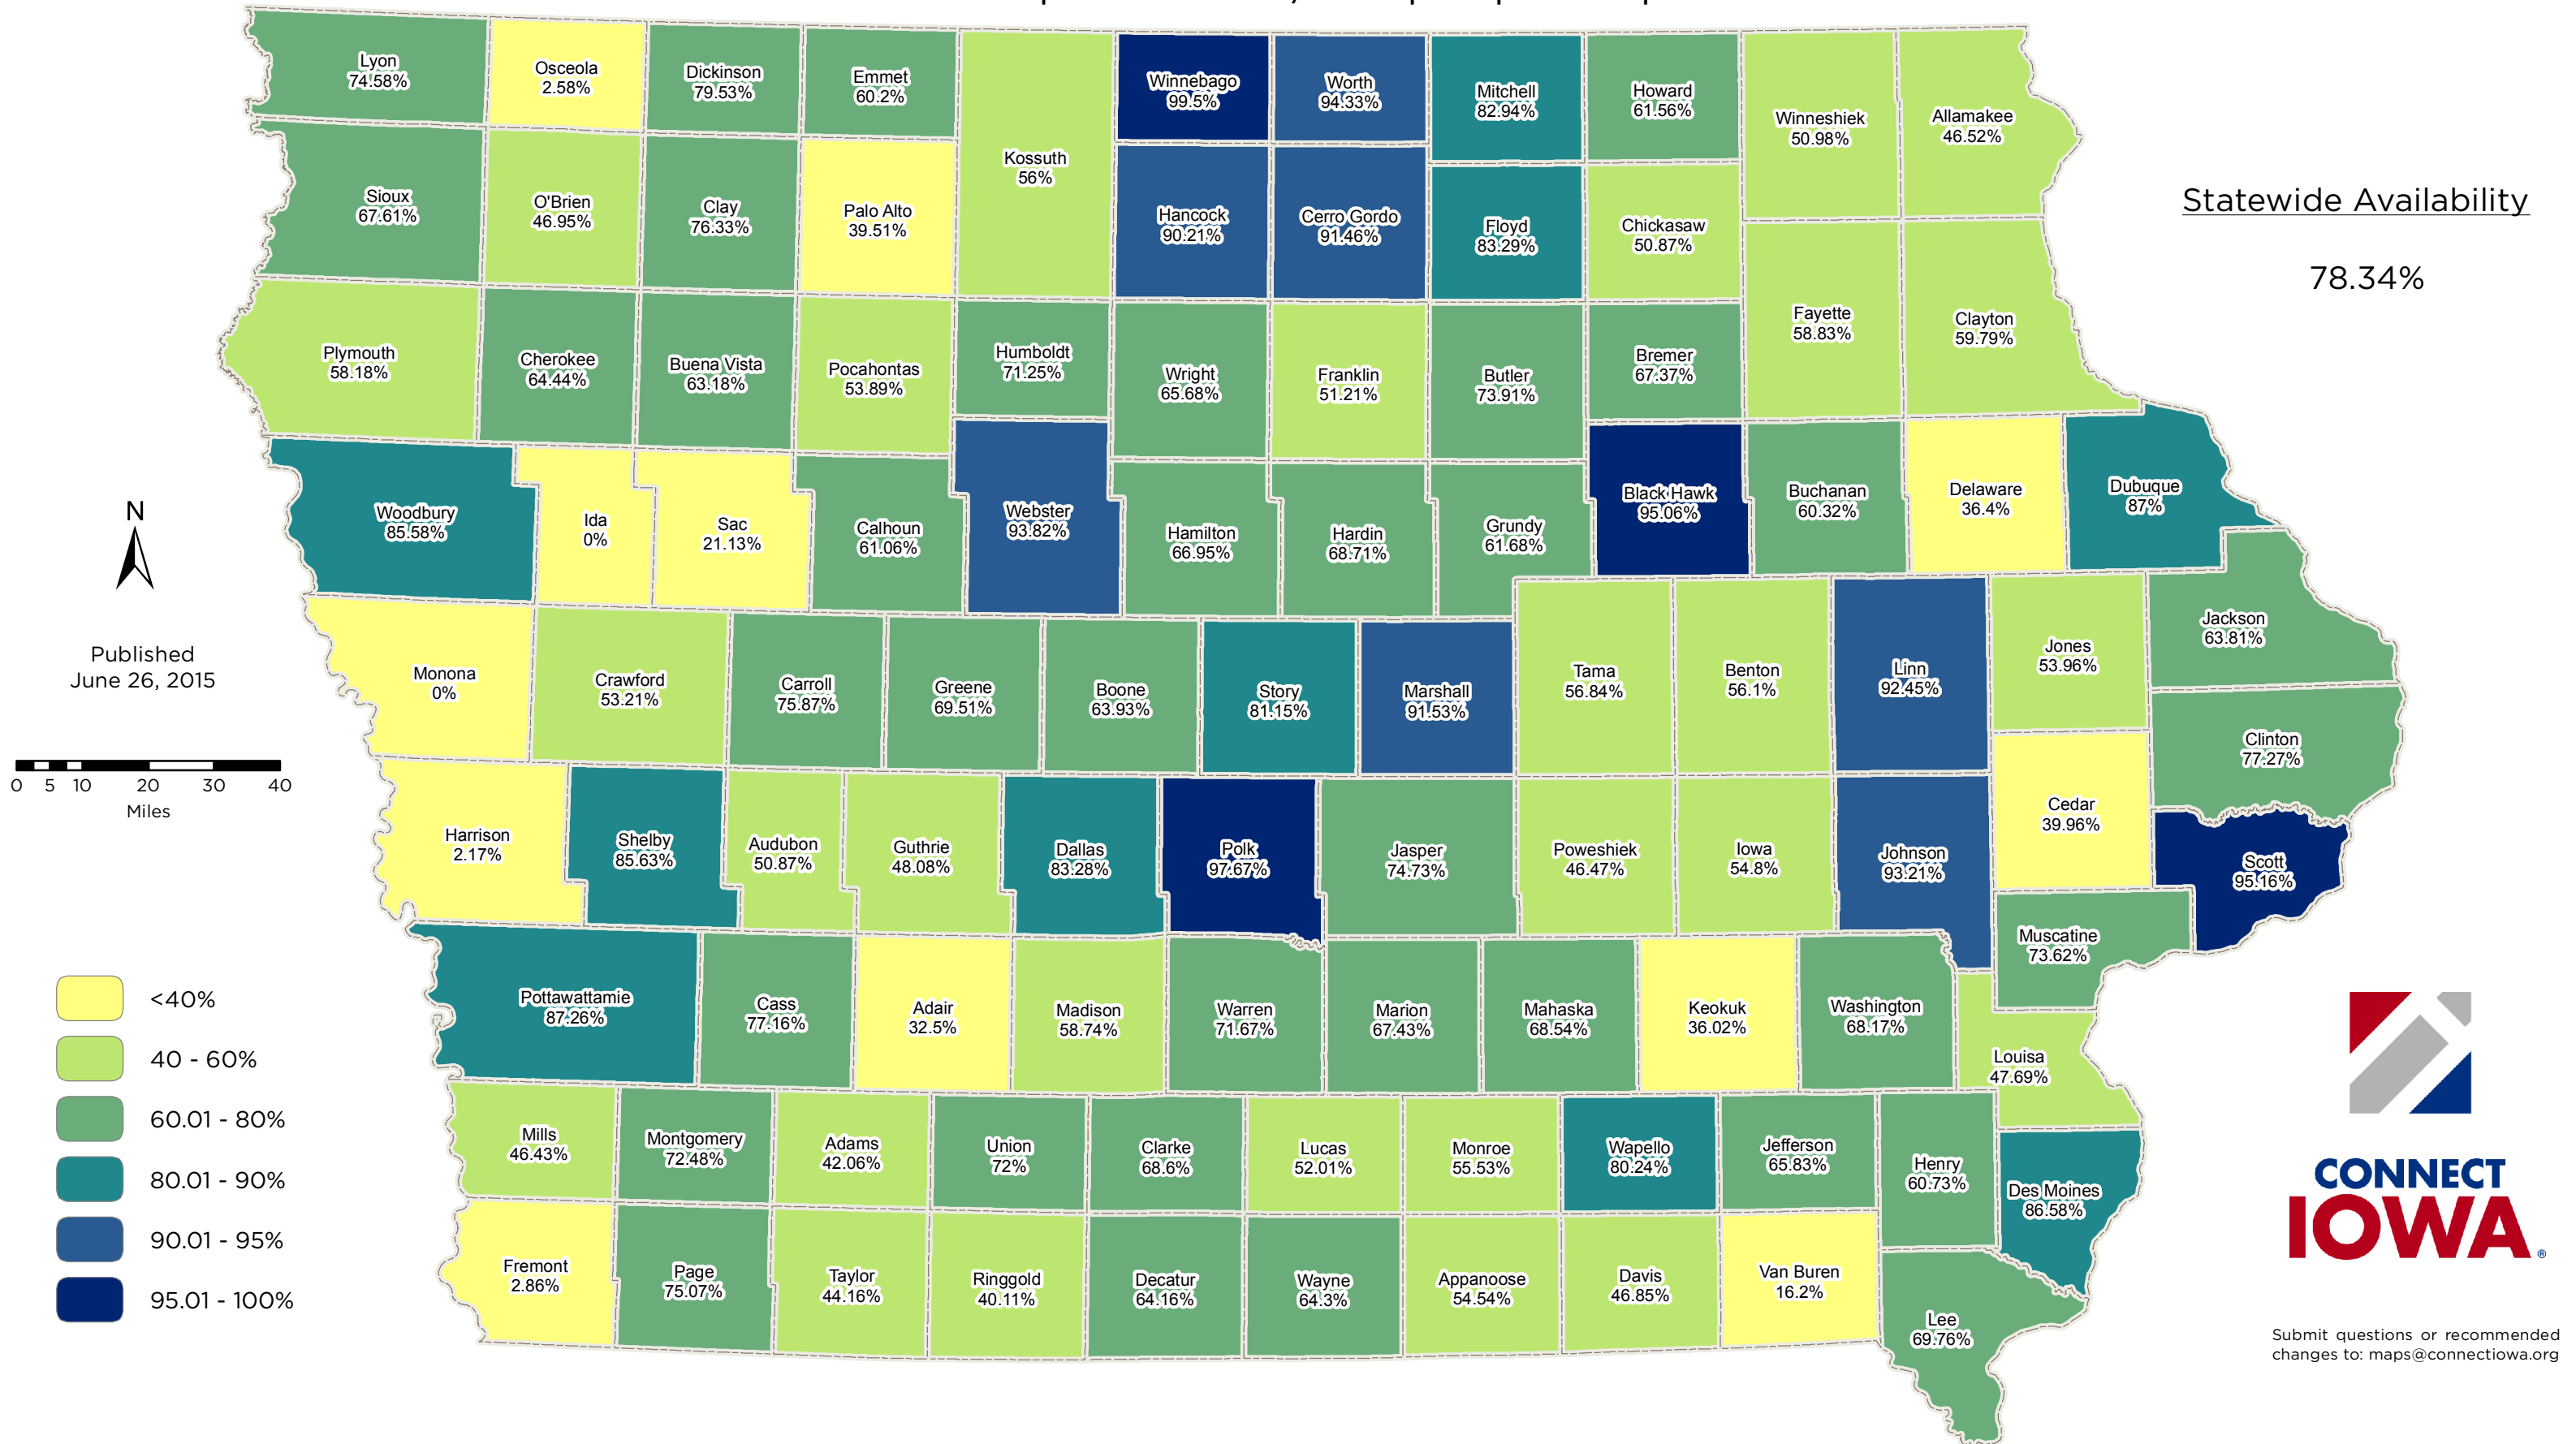 Lyon
74.58%
Osceola
2.58%
Dickinson
79.53%
Emmet
60.2%
Kossuth
56%
Winnebago
99.5%
Worth
94.33%
Mitchell
82.94%
Howard
61.56%
Winneshiek
50.98%
Allamakee
46.52%
Sioux
67.61%
O'Brien
46.95%
Clay
76.33%
Palo Alto
39.51%
Hancock
90.21%
Cerro Gordo
91.46%
Floyd
83.29%
Chickasaw
50.87%
Statewide Availability
78.34%
Plymouth
58.18%
Cherokee
64.44%
Buena Vista
63.18%
Pocahontas
53.89%
Humboldt
71.25%
Wright
65.68%
Franklin
51.21%
Butler
73.91%
Bremer
67.37%
Fayette
58.83%
Clayton
59.79%
Woodbury
85.58%
Ida
0%
Sac
21.13%
Calhoun
61.06%
Webster
93.82%
Hamilton
66.95%
Hardin
68.71%
Grundy
61.68%
Black Hawk
95.06%
Buchanan
60.32%
Delaware
36.4%
Dubuque
87%
N
Published
June 26, 2015
Monona
0%
Crawford
53.21%
Carroll
75.87%
Greene
69.51%
Boone
63.93%
Story
81.15%
Marshall
91.53%
Tama
56.84%
Benton
56.1%
Linn
92.45%
Jones
53.96%
Jackson
63.81%
Clinton
77.27%
0 5 10 20 30 40
Miles
Harrison
2.17%
Shelby
85.63%
Audubon
50.87%
Guthrie
48.08%
Dallas
83.28%
Polk
97.67%
Jasper
74.73%
Poweshiek
46.47%
Iowa
54.8%
Johnson
93.21%
Cedar
39.96%
Scott
95.16%
Muscatine
73.62%
Pottawattamie
87.26%
Cass
77.16%
Adair
32.5%
Madison
58.74%
Warren
71.67%
Marion
67.43%
Mahaska
68.54%
Keokuk
36.02%
Washington
68.17%
Louisa
47.69%
<40%
40 - 60%
60.01 - 80%
80.01 - 90%
90.01 - 95%
95.01 - 100%
Mills
46.43%
Montgomery
72.48%
Adams
42.06%
Union
72%
Clarke
68.6%
Lucas
52.01%
Monroe
55.53%
Wapello
80.24%
Jefferson
65.83%
Henry
60.73%
Des Moines
86.58%
Fremont
2.86%
Page
75.07%
Taylor
44.16%
Ringgold
40.11%
Decatur
64.16%
Wayne
64.3%
Appanoose
54.54%
Davis
46.85%
Van Buren
16.2%
Lee
69.76%
CONNECT
IOWA®
Submit questions or recommended
changes to: maps@connectiowa.org